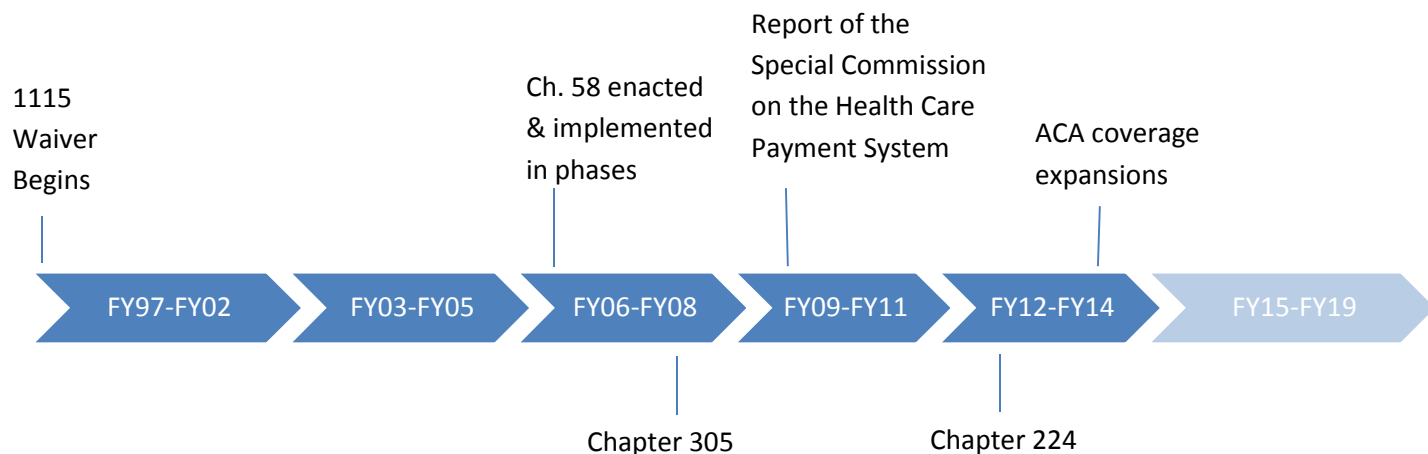 1115
Waiver
Begins
Ch. 58 enacted
& implemented
in phases
Report of the
Special Commission
on the Health Care
Payment System
ACA coverage
expansions
FY97-FY02
FY03-FY05
FY06-FY08
FY09-FY11
FY12-FY14
FY15-FY19
Chapter 305
Chapter 224